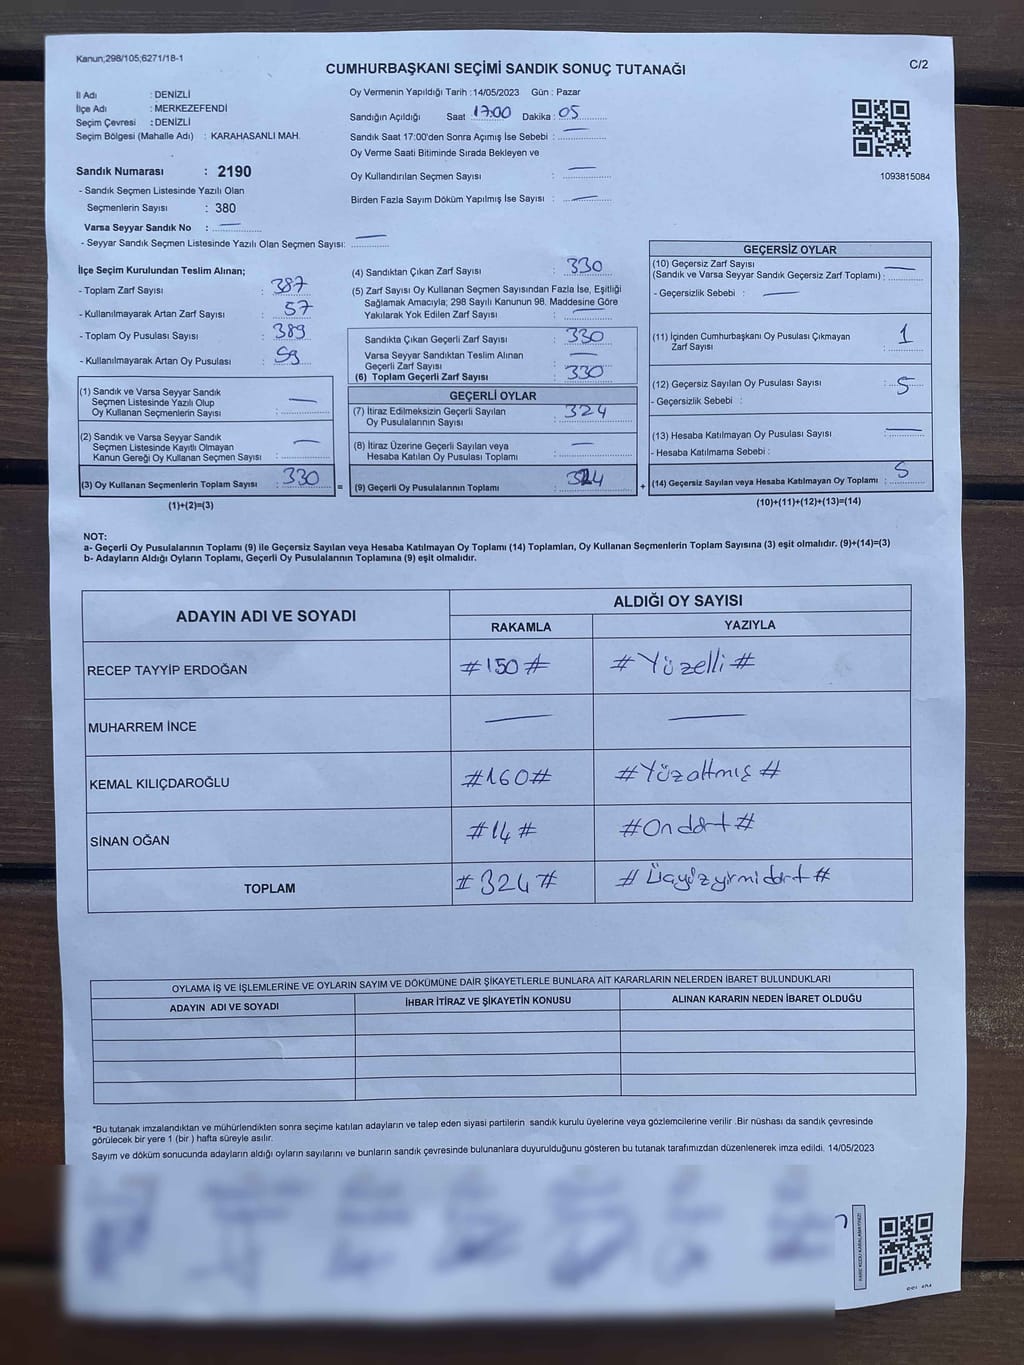 Kanun;298/105;6271/18-1
C/2
CUMHURBAŞKANI SEÇİMİ SANDIK SONUÇ TUTANAĞI
İl Adı : DENİZLİ
İlçe Adı : MERKEZEFENDİ
Seçim Çevresi : DENİZLİ
Seçim Bölgesi (Mahalle Adı) : KARAHASANLI MAH.
Sandık Numarası : 2190
- Sandık Seçmen Listesinde Yazılı Olan
Seçmenlerin Sayısı : 380
Varsa Seyyar Sandık No : —
- Seyyar Sandık Seçmen Listesinde Yazılı Olan Seçmen Sayısı: —
Oy Vermenin Yapıldığı Tarih :14/05/2023 Gün : Pazar
Sandığın Açıldığı Saat 17:00 Dakika : 05
Sandık Saat 17:00'den Sonra Açımış İse Sebebi : —
Oy Verme Saati Bitiminde Sırada Bekleyen ve
Oy Kullandırılan Seçmen Sayısı : —
Birden Fazla Sayım Döküm Yapılmış İse Sayısı : —
1093815084
İlçe Seçim Kurulundan Teslim Alınan;
- Toplam Zarf Sayısı : 387
- Kullanılmayarak Artan Zarf Sayısı : 57
- Toplam Oy Pusulası Sayısı : 389
- Kullanılmayarak Artan Oy Pusulası : 59
(1) Sandık ve Varsa Seyyar Sandık
Seçmen Listesinde Yazılı Olup
Oy Kullanan Seçmenlerin Sayısı : —
(2) Sandık ve Varsa Seyyar Sandık
Seçmen Listesinde Kayıtlı Olmayan
Kanun Gereği Oy Kullanan Seçmen Sayısı : —
(3) Oy Kullanan Seçmenlerin Toplam Sayısı : 330
(1)+(2)=(3)
(4) Sandıktan Çıkan Zarf Sayısı : 330
(5) Zarf Sayısı Oy Kullanan Seçmen Sayısından Fazla İse, Eşitliği
Sağlamak Amacıyla; 298 Sayılı Kanunun 98. Maddesine Göre
Yakılarak Yok Edilen Zarf Sayısı : —
Sandıkta Çıkan Geçerli Zarf Sayısı : 330
Varsa Seyyar Sandıktan Teslim Alınan
Geçerli Zarf Sayısı : —
(6) Toplam Geçerli Zarf Sayısı : 330
GEÇERLİ OYLAR
(7) İtiraz Edilmeksizin Geçerli Sayılan
Oy Pusulalarının Sayısı : 324
(8) İtiraz Üzerine Geçerli Sayılan veya
Hesaba Katılan Oy Pusulası Toplamı : —
= (9) Geçerli Oy Pusulalarının Toplamı : 324
GEÇERSİZ OYLAR
(10) Geçersiz Zarf Sayısı
(Sandık ve Varsa Seyyar Sandık Geçersiz Zarf Toplamı) : —
- Geçersizlik Sebebi : —
(11) İçinden Cumhurbaşkanı Oy Pusulası Çıkmayan
Zarf Sayısı : 1
(12) Geçersiz Sayılan Oy Pusulası Sayısı : 5
- Geçersizlik Sebebi :
(13) Hesaba Katılmayan Oy Pusulası Sayısı : —
- Hesaba Katılmama Sebebi :
+ (14) Geçersiz Sayılan veya Hesaba Katılmayan Oy Toplamı : 5
(10)+(11)+(12)+(13)=(14)
NOT:
a- Geçerli Oy Pusulalarının Toplamı (9) ile Geçersiz Sayılan veya Hesaba Katılmayan Oy Toplamı (14) Toplamları, Oy Kullanan Seçmenlerin Toplam Sayısına (3) eşit olmalıdır. (9)+(14)=(3)
b- Adayların Aldığı Oyların Toplamı, Geçerli Oy Pusulalarının Toplamına (9) eşit olmalıdır.
ADAYIN ADI VE SOYADI ALDIĞI OY SAYISI
RAKAMLA YAZIYLA
RECEP TAYYİP ERDOĞAN #150# #Yüzelli#
MUHARREM İNCE — —
KEMAL KILIÇDAROĞLU #160# #Yüzaltmış#
SİNAN OĞAN #14# #Ondört#
TOPLAM #324# #Üçyüzyirmidört#
OYLAMA İŞ VE İŞLEMLERİNE VE OYLARIN SAYIM VE DÖKÜMÜNE DAİR ŞİKAYETLERLE BUNLARA AİT KARARLARIN NELERDEN İBARET BULUNDUKLARI
ADAYIN ADI VE SOYADI İHBAR İTİRAZ VE ŞİKAYETİN KONUSU ALINAN KARARIN NEDEN İBARET OLDUĞU
*Bu tutanak imzalandıktan ve mühürlendikten sonra seçime katılan adayların ve talep eden siyasi partilerin sandık kurulu üyelerine veya gözlemcilerine verilir .Bir nüshası da sandık çevresinde
görülecek bir yere 1 (bir ) hafta süreyle asılır.
Sayım ve döküm sonucunda adayların aldığı oyların sayılarını ve bunların sandık çevresinde bulunanlara duyurulduğunu gösteren bu tutanak tarafımızdan düzenlenerek imza edildi. 14/05/2023